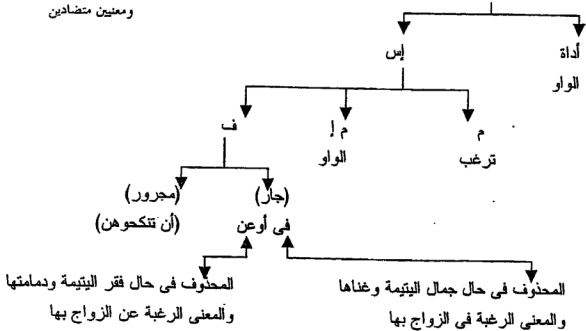 ومعنيين متضادين
أداة
الواو
إس
م
ترغب
م إ
الواو
ف
(جار)
فى أوعن
(مجرور)
(أن تنكحوهن)
المحذوف فى حال جمال اليتيمة وغناها
والمعنى الرغبة فى الزواج بها
المحذوف فى حال فقر اليتيمة ودمامتها
والمعنى الرغبة عن الزواج بها